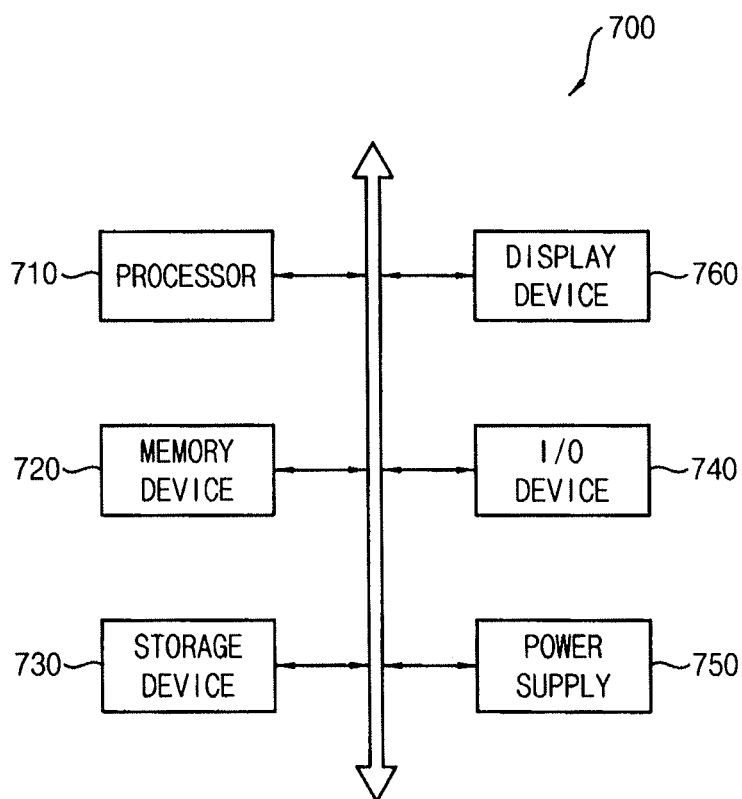 700
710
PROCESSOR
DISPLAY
DEVICE
760
720
MEMORY
DEVICE
I/O
DEVICE
740
730
STORAGE
DEVICE
POWER
SUPPLY
750